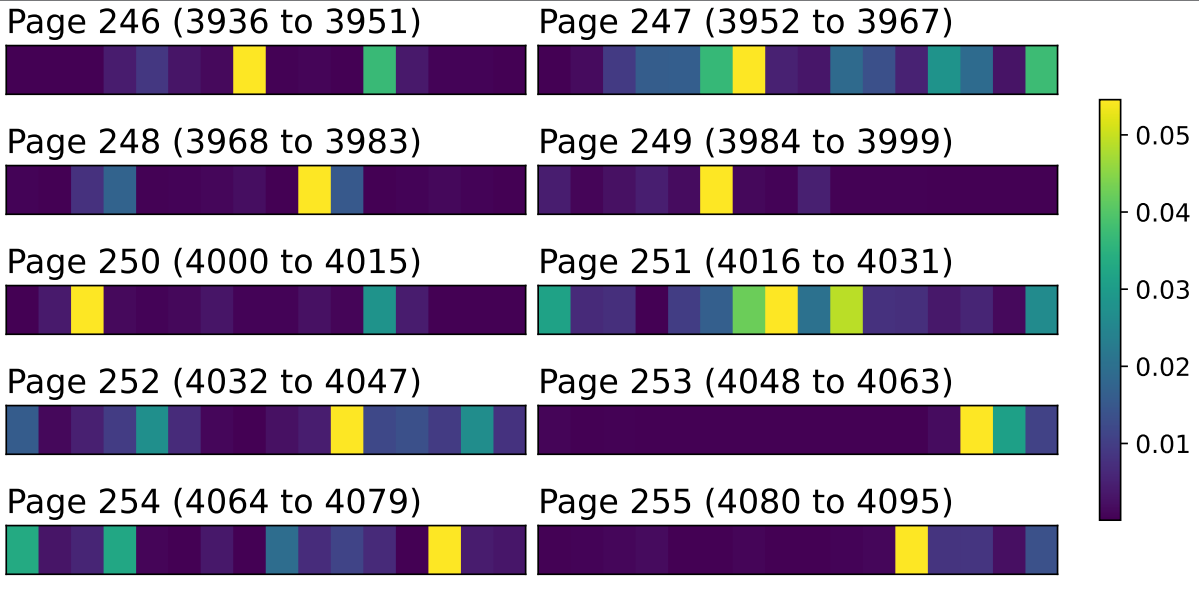 Page 246 (3936 to 3951)
Page 247 (3952 to 3967)
Page 248 (3968 to 3983)
Page 249 (3984 to 3999)
Page 250 (4000 to 4015)
Page 251 (4016 to 4031)
Page 252 (4032 to 4047)
Page 253 (4048 to 4063)
Page 254 (4064 to 4079)
Page 255 (4080 to 4095)
0.05
0.04
0.03
0.02
0.01